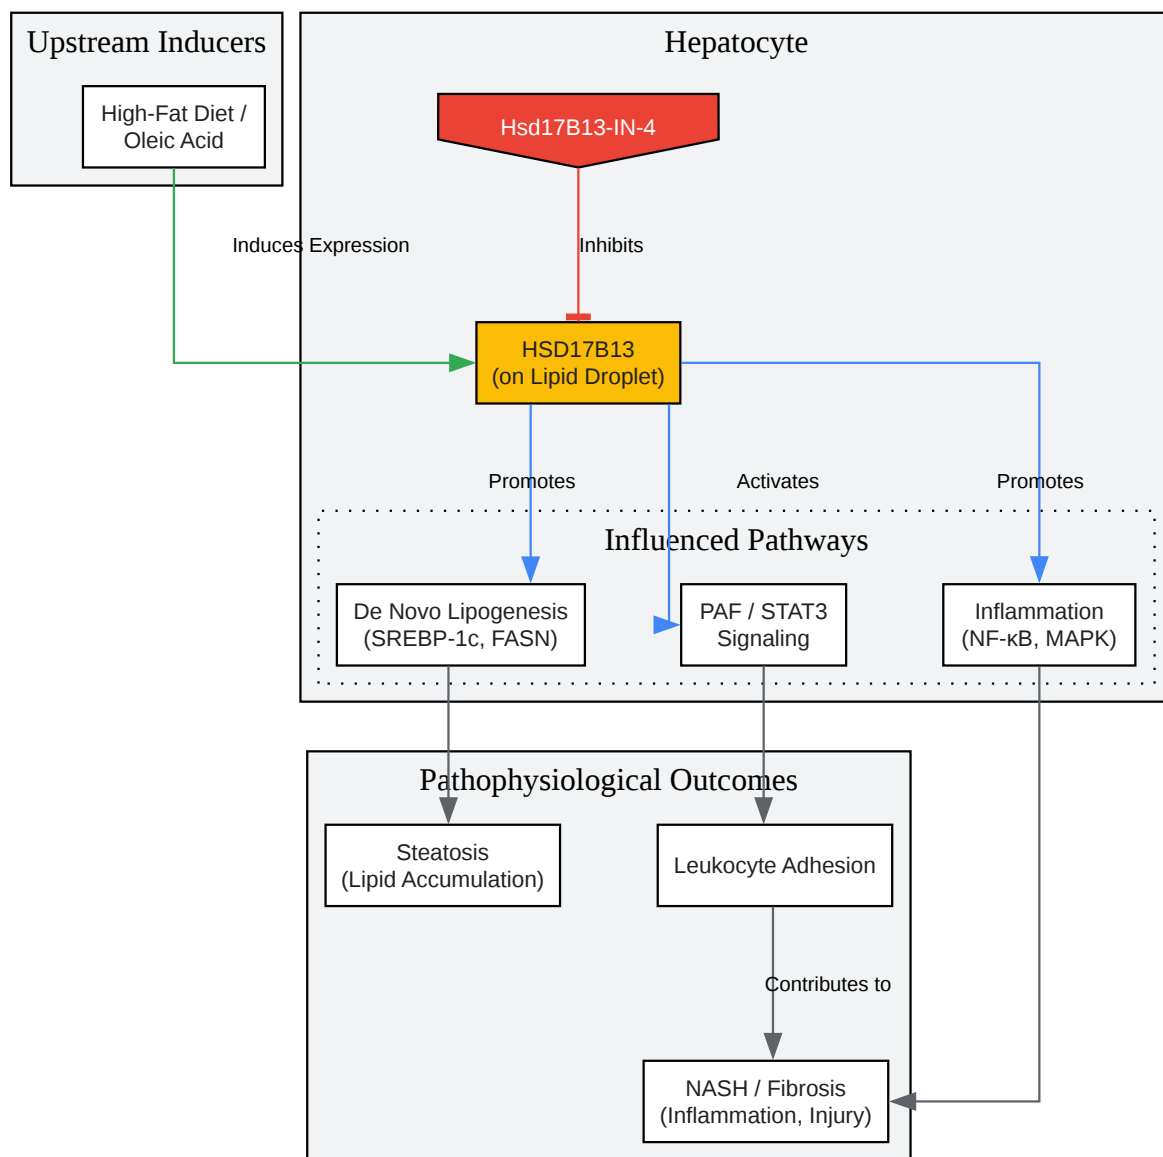 Upstream Inducers
High-Fat Diet /
Oleic Acid
Hepatocyte
Hsd17B13-IN-4
Induces Expression
Inhibits
HSD17B13
(on Lipid Droplet)
Promotes
Activates
Promotes
Influenced Pathways
De Novo Lipogenesis
(SREBP-1c, FASN)
PAF / STAT3
Signaling
Inflammation
(NF-κB, MAPK)
Pathophysiological Outcomes
Steatosis
(Lipid Accumulation)
Leukocyte Adhesion
Contributes to
NASH / Fibrosis
(Inflammation, Injury)